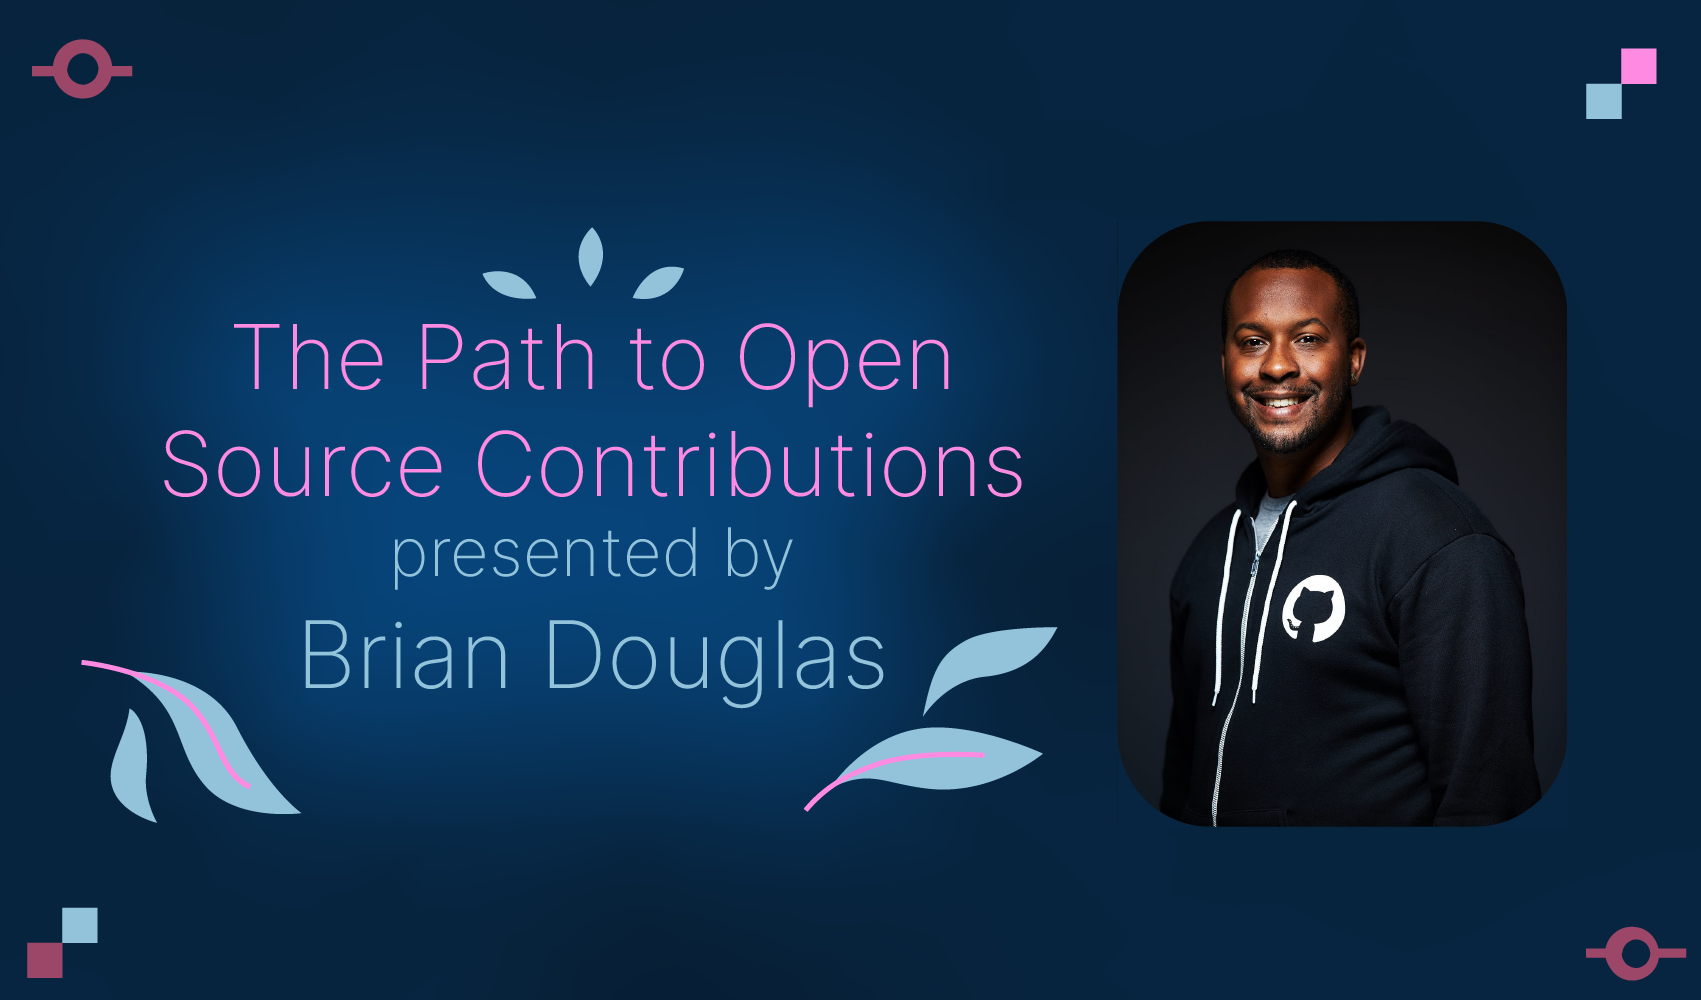 The Path to Open
Source Contributions
presented by
Brian Douglas